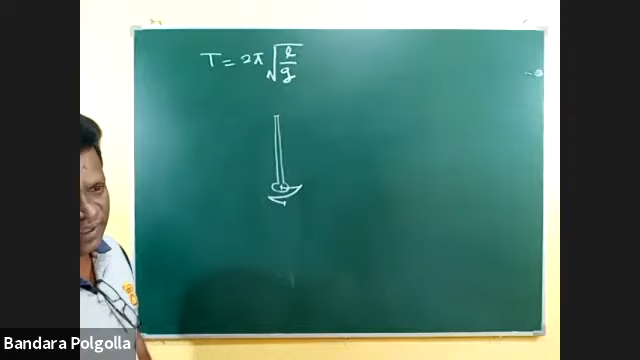 T = 2π √(l/g)
Bandara Polgolla